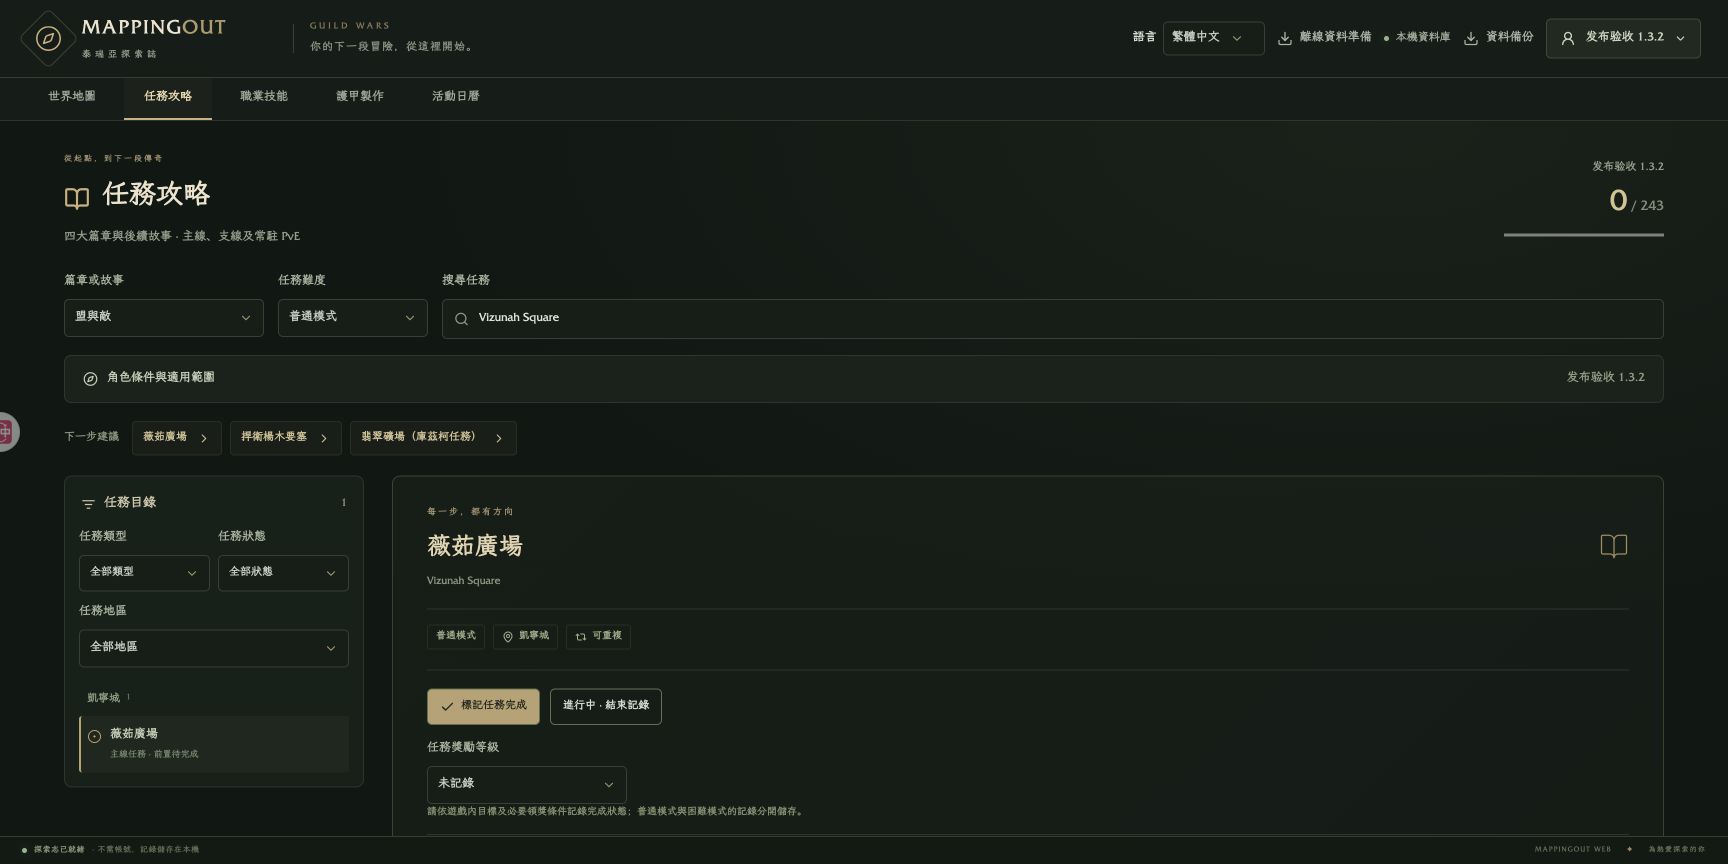 MAPPINGOUT
泰瑞亞探索誌
GUILD WARS
你的下一段冒險，從這裡開始。
語言
繁體中文
離線資料準備
本機資料庫
資料備份
发布验收 1.3.2
世界地圖
任務攻略
職業技能
護甲製作
活動日曆
從起點，到下一段傳奇
任務攻略
四大篇章與後續故事 · 主線、支線及常駐 PvE
发布验收 1.3.2
0 / 243
篇章或故事
任務難度
搜尋任務
盟與敵
普通模式
Vizunah Square
角色條件與適用範圍
发布验收 1.3.2
下一步建議
薇茹廣場
捍衛楊木要塞
翡翠礦場（庫茲柯任務）
任務目錄
1
任務類型
任務狀態
全部類型
全部狀態
任務地區
全部地區
凱寧城 1
薇茹廣場
主線任務 · 前置待完成
每一步，都有方向
薇茹廣場
Vizunah Square
普通模式
凱寧城
可重複
標記任務完成
進行中 · 結束記錄
任務獎勵等級
未記錄
請依遊戲內目標及必要領獎條件記錄完成狀態；普通模式與困難模式的記錄分開儲存。
探索志已就緒 · 不需帳號，記錄儲存在本機
MAPPINGOUT WEB
為熱愛探索的你